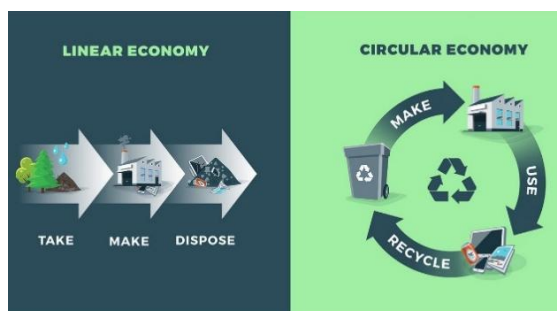 LINEAR ECONOMY
TAKE
MAKE
DISPOSE
CIRCULAR ECONOMY
MAKE
USE
RECYCLE